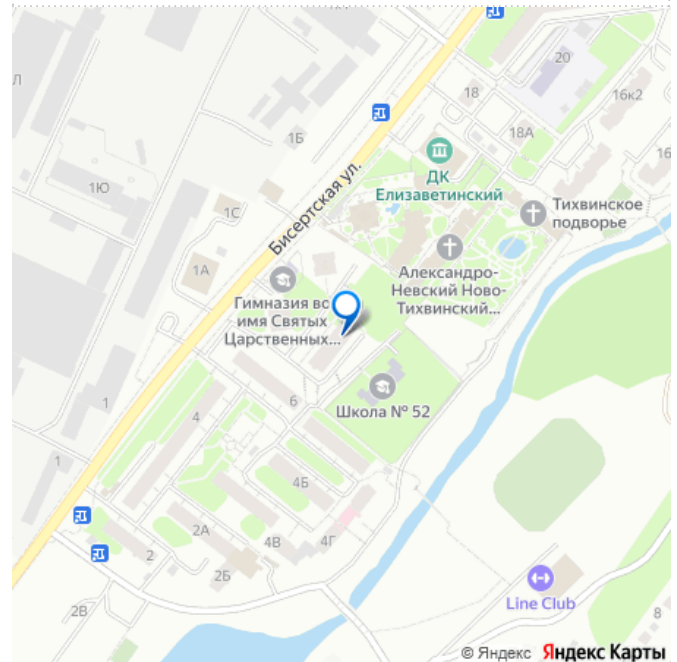 20
18
16к2
18А
16
1Б
ДК
Елизаветинский
1Ю
Бисертская ул.
1С
Тихвинское
подворье
1А
Александро-
Невский Ново-
Тихвинский...
Гимназия во
имя Святых
Царственных...
1
4
6
Школа № 52
1
4Б
2А
4В
4Г
2
2Б
2В
Line Club
8
© Яндекс Яндекс Карты